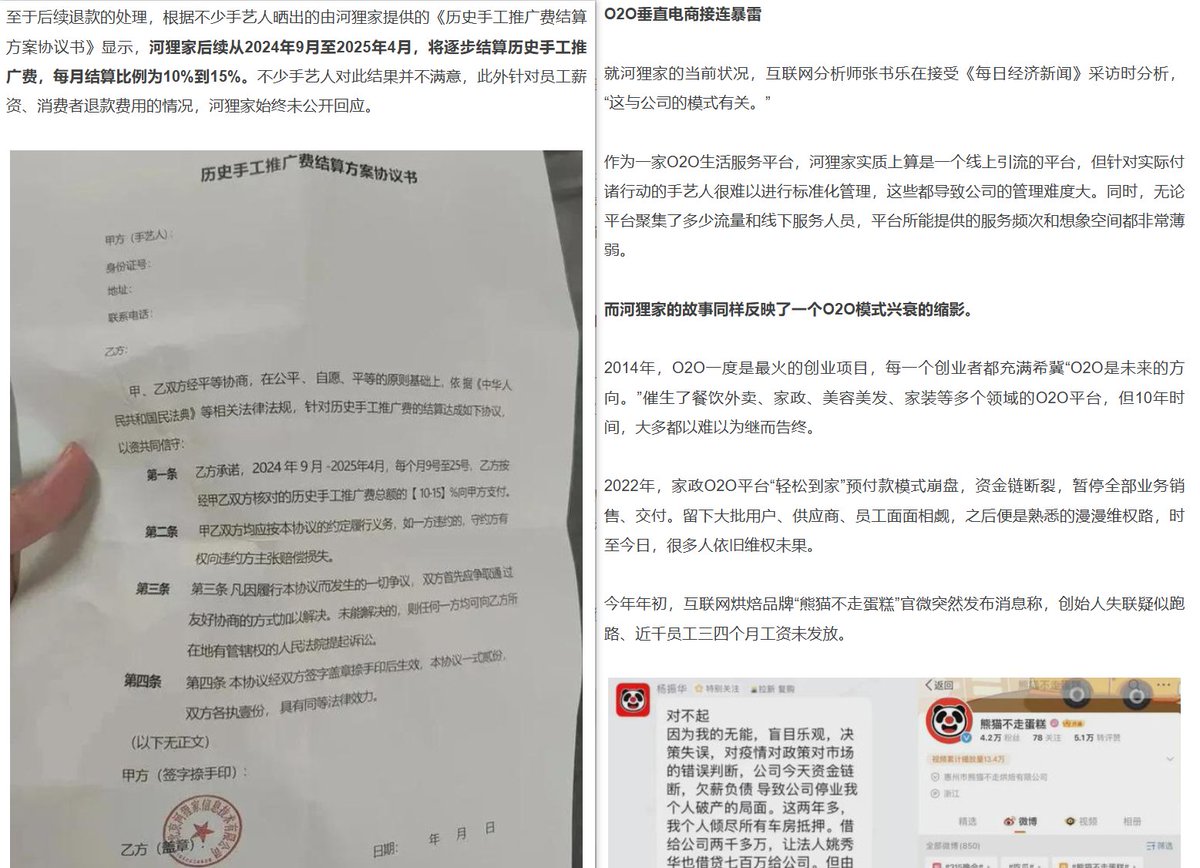 至于后续退款的处理，根据不少手艺人晒出的由河狸家提供的《历史手工推广费结算
方案协议书》显示，河狸家后续从2024年9月至2025年4月，将逐步结算历史手工推
广费，每月结算比例为10%到15%。不少手艺人对此结果并不满意，此外针对员工薪
资、消费者退款费用的情况，河狸家始终未公开回应。
历史手工推广费结算方案协议书
甲方（手艺人）：
身份证号：
地址：
联系电话：
乙方：
甲、乙双方经平等协商，在公平、自愿、平等的原则基础上，依据《中华人
民共和国民法典》等相关法律法规，针对历史手工推广费的结算达成如下协议，
以资共同信守：
第一条 乙方承诺，2024年9月-2025年4月，每个月9号至25号，乙方按
经甲乙双方核对的历史手工推广费总额的【10-15】%向甲方支付。
第二条 甲乙双方均应按本协议的约定履行义务，如一方违约的，守约方有
权向违约方主张赔偿损失。
第三条 第三条 凡因履行本协议而发生的一切争议，双方首先应争取通过
友好协商的方式加以解决。未能解决的，则任何一方均可向乙方所
在地有管辖权的人民法院提起诉讼。
第四条 第四条 本协议经双方签字盖章捺手印后生效，本协议一式贰份，
双方各执壹份，具有同等法律效力。
（以下无正文）
甲方（签字捺手印）：
乙方（盖章）：
日期： 年 月 日
O2O垂直电商接连暴雷
就河狸家的当前状况，互联网分析师张书乐在接受《每日经济新闻》采访时分析，
“这与公司的模式有关。”
作为一家O2O生活服务平台，河狸家实质上算是一个线上引流的平台，但针对实际付
诸行动的手艺人很难以进行标准化管理，这些都导致公司的管理难度大。同时，无论
平台聚集了多少流量和线下服务人员，平台所能提供的服务频次和想象空间都非常薄
弱。
而河狸家的故事同样反映了一个O2O模式兴衰的缩影。
2014年，O2O一度是最火的创业项目，每一个创业者都充满希冀“O2O是未来的方
向。”催生了餐饮外卖、家政、美容美发、家装等多个领域的O2O平台，但10年时
间，大多都以难以为继而告终。
2022年，家政O2O平台“轻松到家”预付款模式崩盘，资金链断裂，暂停全部业务销
售、交付。留下大批用户、供应商、员工面面相觑，之后便是熟悉的漫漫维权路，时
至今日，很多人依旧维权未果。
今年年初，互联网烘焙品牌“熊猫不走蛋糕”官微突然发布消息称，创始人失联疑似跑
路、近千员工三四个月工资未发放。
杨振华 特别关注 拉新 复购
对不起
因为我的无能，盲目乐观，决
策失误，对疫情对政策对市场
的错误判断，公司今天资金链
断，欠薪负债 导致公司停业我
个人破产的局面。这两年多，
我个人倾尽所有车房抵押。借
给公司两千多万，让法人姚秀
华也借贷七百万给公司。但由
返回
熊猫不走蛋糕
4.2万 粉丝 78 关注 5.1万 转评赞
视频累计播放量13.4万
惠州市熊猫不走烘焙有限公司
浙江
精选 微博 视频 相册
全部微博(850) 筛选